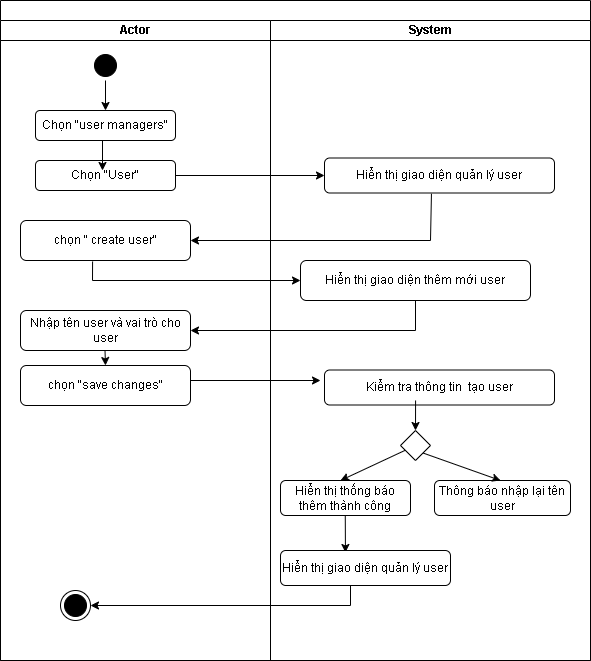 Actor
System
Chọn "user managers"
Chọn "User"
Hiển thị giao diện quản lý user
chọn " create user"
Hiển thị giao diện thêm mới user
Nhập tên user và vai trò cho
user
chọn "save changes"
Kiểm tra thông tin tạo user
Hiển thị thống báo
thêm thành công
Thông báo nhập lại tên
user
Hiển thị giao diện quản lý user